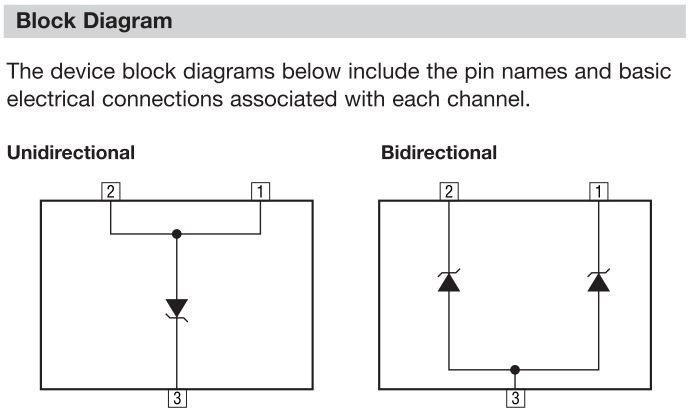 Block Diagram
The device block diagrams below include the pin names and basic
electrical connections associated with each channel.
Unidirectional
Bidirectional
2 1
2 1
3
3